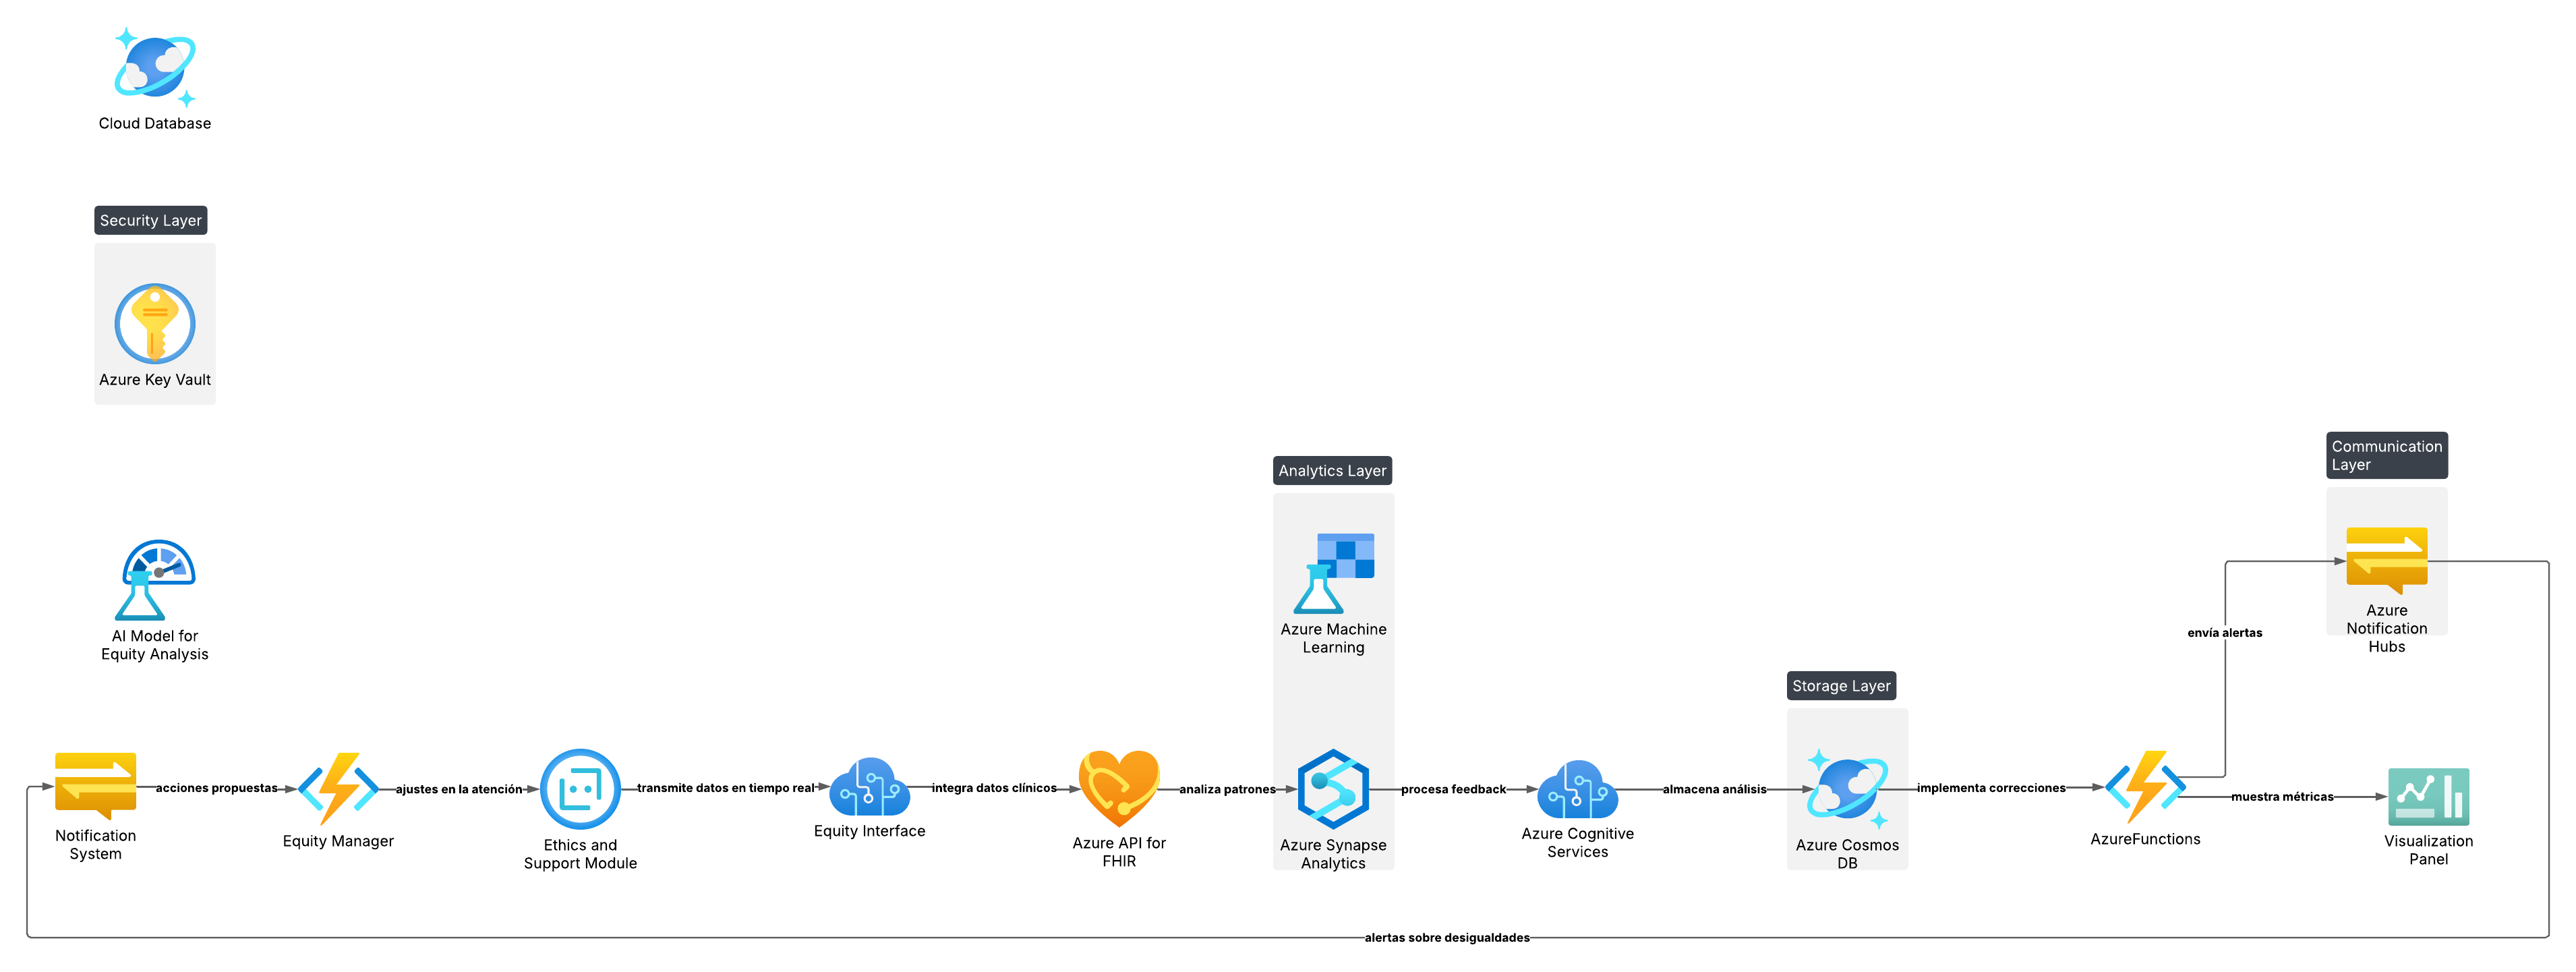 Cloud Database
Security Layer
Azure Key Vault
AI Model for
Equity Analysis
Analytics Layer
Azure Machine
Learning
Communication
Layer
Azure
Notification
Hubs
envía alertas
Storage Layer
Notification
System
acciones propuestas
Equity Manager
ajustes en la atención
Ethics and
Support Module
transmite datos en tiempo real
Equity Interface
integra datos clínicos
Azure API for
FHIR
analiza patrones
Azure Synapse
Analytics
procesa feedback
Azure Cognitive
Services
almacena análisis
Azure Cosmos
DB
implementa correcciones
AzureFunctions
muestra métricas
Visualization
Panel
alertas sobre desigualdades